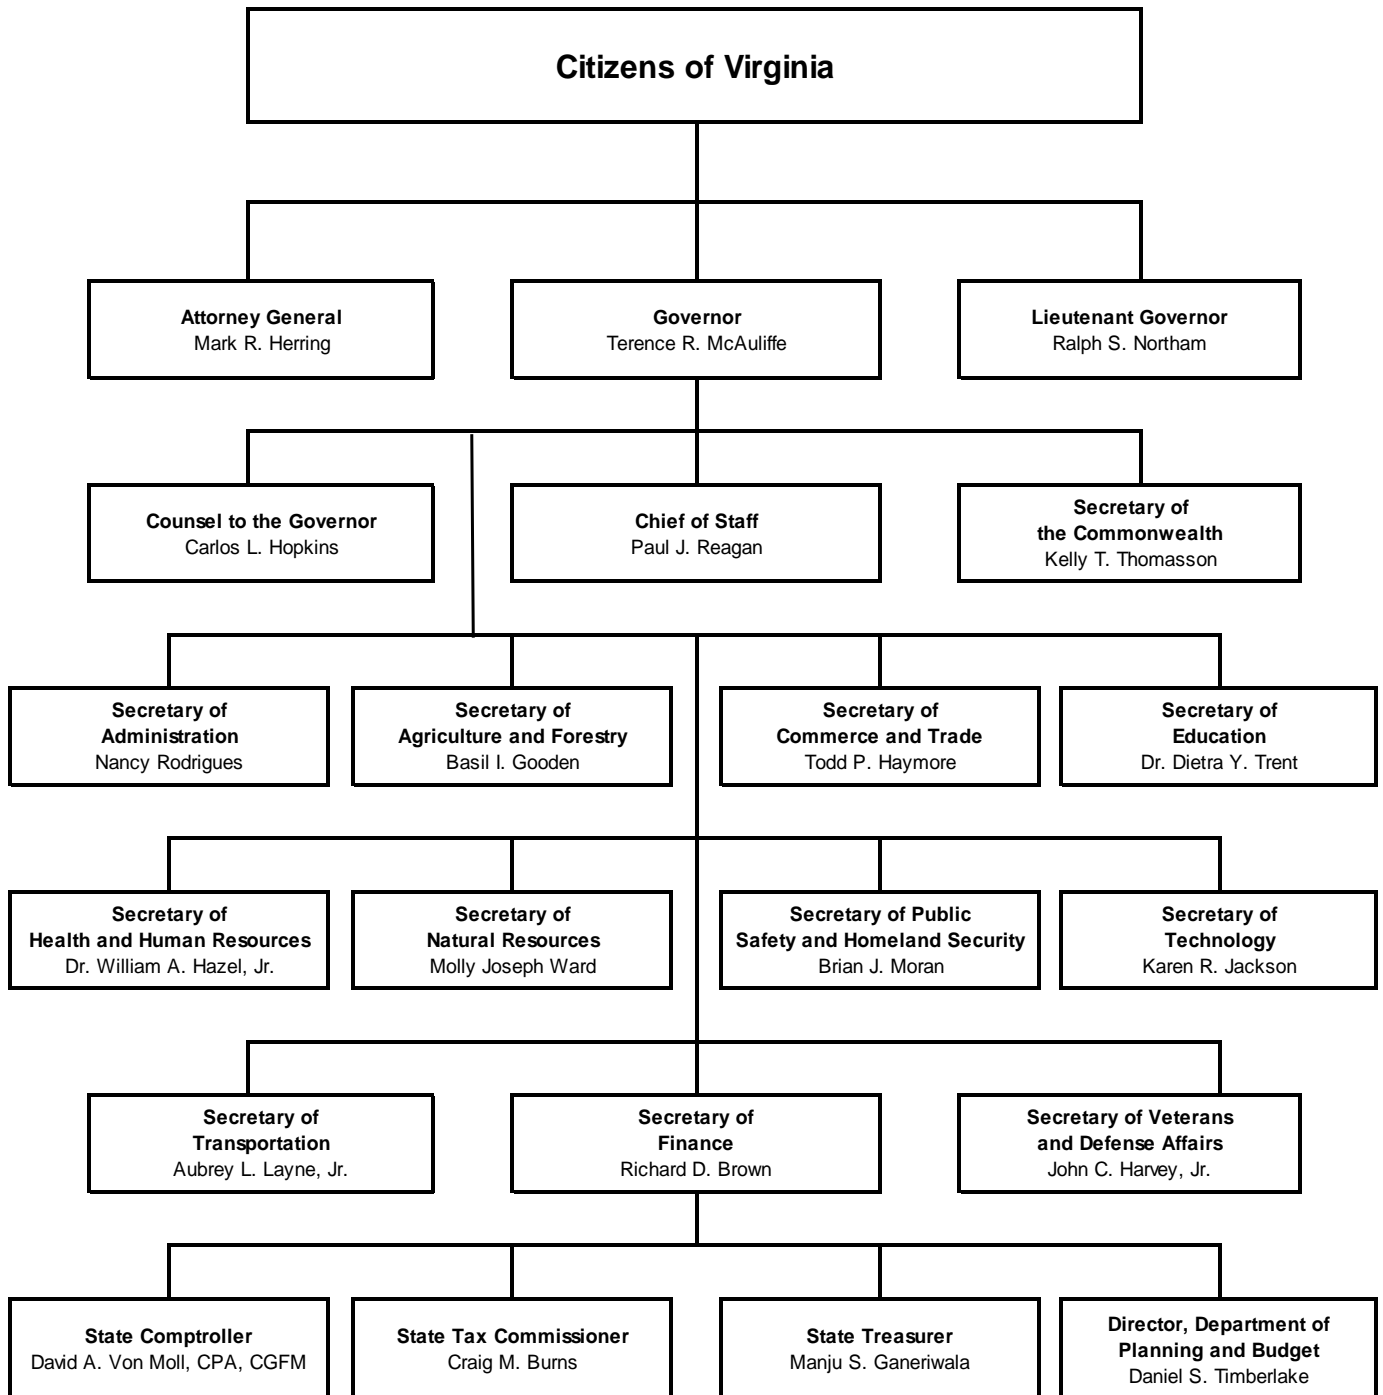 Citizens of Virginia
Attorney General
Mark R. Herring
Governor
Terence R. McAuliffe
Lieutenant Governor
Ralph S. Northam
Counsel to the Governor
Carlos L. Hopkins
Chief of Staff
Paul J. Reagan
Secretary of
the Commonwealth
Kelly T. Thomasson
Secretary of
Administration
Nancy Rodrigues
Secretary of
Agriculture and Forestry
Basil I. Gooden
Secretary of
Commerce and Trade
Todd P. Haymore
Secretary of
Education
Dr. Dietra Y. Trent
Secretary of
Health and Human Resources
Dr. William A. Hazel, Jr.
Secretary of
Natural Resources
Molly Joseph Ward
Secretary of Public
Safety and Homeland Security
Brian J. Moran
Secretary of
Technology
Karen R. Jackson
Secretary of
Transportation
Aubrey L. Layne, Jr.
Secretary of
Finance
Richard D. Brown
Secretary of Veterans
and Defense Affairs
John C. Harvey, Jr.
State Comptroller
David A. Von Moll, CPA, CGFM
State Tax Commissioner
Craig M. Burns
State Treasurer
Manju S. Ganeriwala
Director, Department of
Planning and Budget
Daniel S. Timberlake